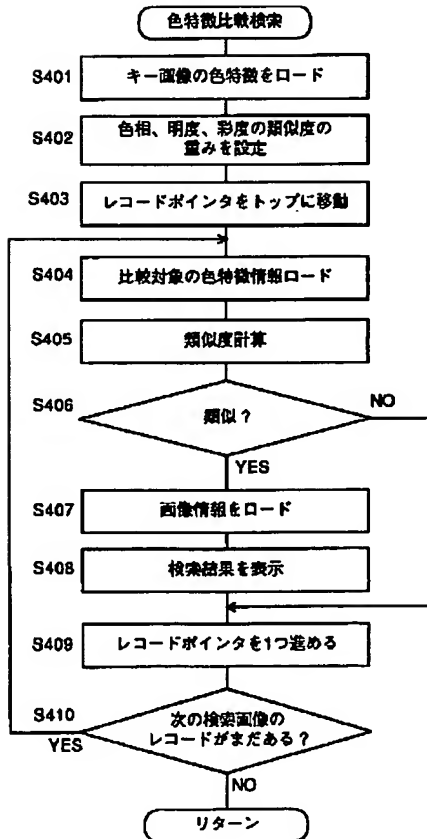 色特徴比較検索
S401
キー画像の色特徴をロード
S402
色相、明度、彩度の類似度の
重みを設定
S403
レコードポインタをトップに移動
S404
比較対象の色特徴情報ロード
S405
類似度計算
S406
類似?
NO
YES
S407
画像情報をロード
S408
検索結果を表示
S409
レコードポインタを1つ進める
S410
次の検索画像の
レコードがまだある?
YES
NO
リターン